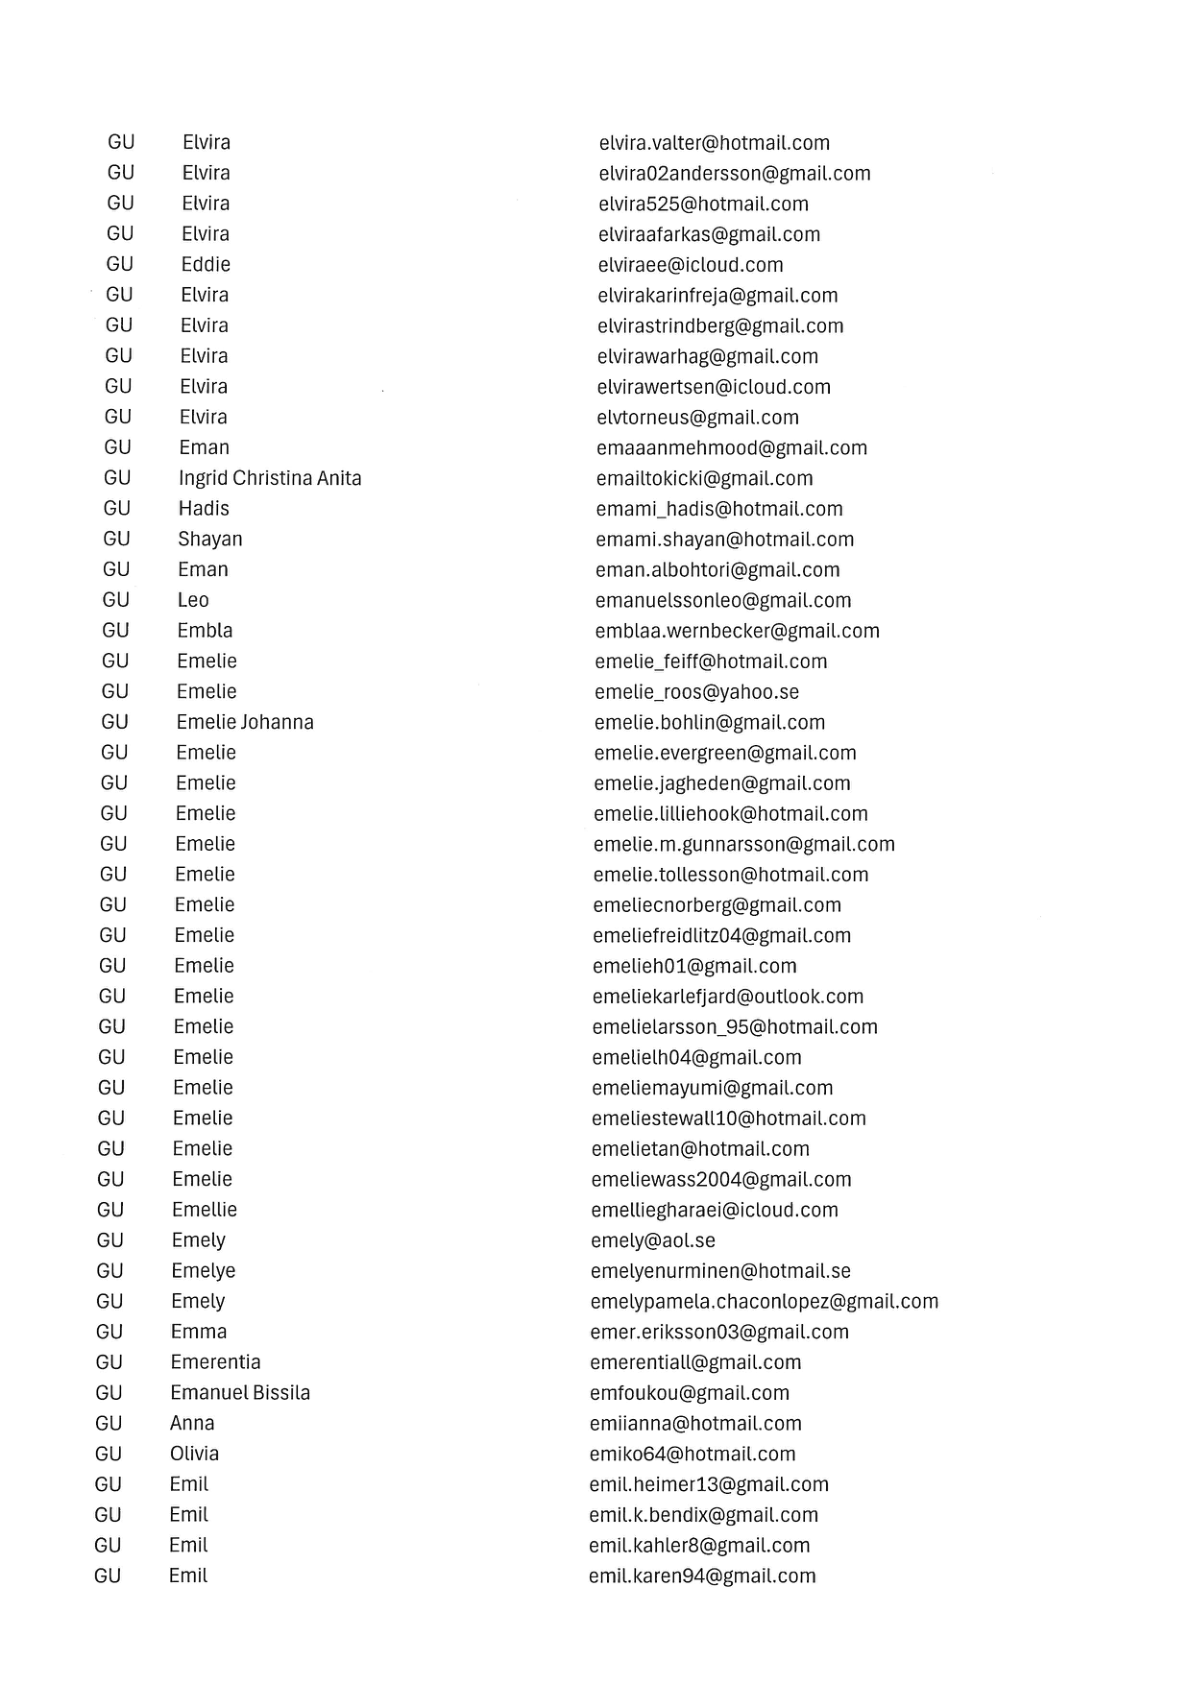 GU Elvira elvira.valter@hotmail.com
GU Elvira elvira02andersson@gmail.com
GU Elvira elvira525@hotmail.com
GU Elvira elviraafarkas@gmail.com
GU Eddie elviraee@icloud.com
GU Elvira elvirakarinfreja@gmail.com
GU Elvira elvirastrindberg@gmail.com
GU Elvira elvirawarhag@gmail.com
GU Elvira elvirawertsen@icloud.com
GU Elvira elvtorneus@gmail.com
GU Eman emaaanmehmood@gmail.com
GU Ingrid Christina Anita emailtokicki@gmail.com
GU Hadis emami_hadis@hotmail.com
GU Shayan emami.shayan@hotmail.com
GU Eman eman.albohtori@gmail.com
GU Leo emanuelssonleo@gmail.com
GU Embla emblaa.wernbecker@gmail.com
GU Emelie emelie_feiff@hotmail.com
GU Emelie emelie_roos@yahoo.se
GU Emelie Johanna emelie.bohlin@gmail.com
GU Emelie emelie.evergreen@gmail.com
GU Emelie emelie.jagheden@gmail.com
GU Emelie emelie.lilliehook@hotmail.com
GU Emelie emelie.m.gunnarsson@gmail.com
GU Emelie emelie.tollesson@hotmail.com
GU Emelie emeliecnorberg@gmail.com
GU Emelie emeliefreidlitz04@gmail.com
GU Emelie emelieh01@gmail.com
GU Emelie emeliekarlefjard@outlook.com
GU Emelie emelielarsson_95@hotmail.com
GU Emelie emelielh04@gmail.com
GU Emelie emeliemayumi@gmail.com
GU Emelie emeliestewall10@hotmail.com
GU Emelie emelietan@hotmail.com
GU Emelie emeliewass2004@gmail.com
GU Emellie emelliegharaei@icloud.com
GU Emely emely@aol.se
GU Emelye emelyenurminen@hotmail.se
GU Emely emelypamela.chaconlopez@gmail.com
GU Emma emer.eriksson03@gmail.com
GU Emerentia emerentiall@gmail.com
GU Emanuel Bissila emfoukou@gmail.com
GU Anna emiianna@hotmail.com
GU Olivia emiko64@hotmail.com
GU Emil emil.heimer13@gmail.com
GU Emil emil.k.bendix@gmail.com
GU Emil emil.kahler8@gmail.com
GU Emil emil.karen94@gmail.com